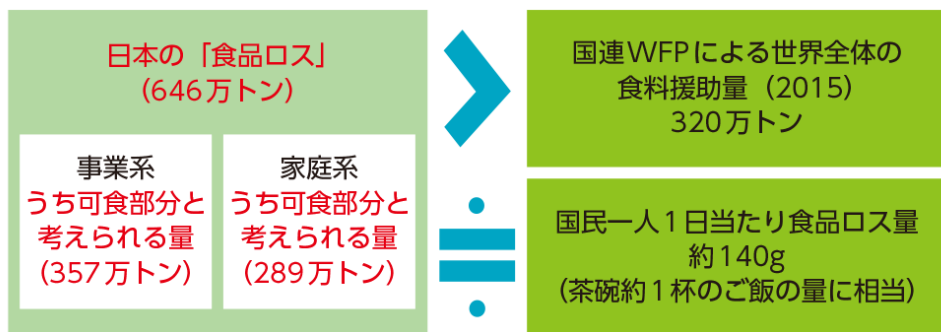 日本の「食品ロス」
（646万トン）
事業系
うち可食部分と
考えられる量
（357万トン）
家庭系
うち可食部分と
考えられる量
（289万トン）
国連WFPによる世界全体の
食料援助量（2015）
320万トン
国民一人1日当たり食品ロス量
約140g
（茶碗約1杯のご飯の量に相当）